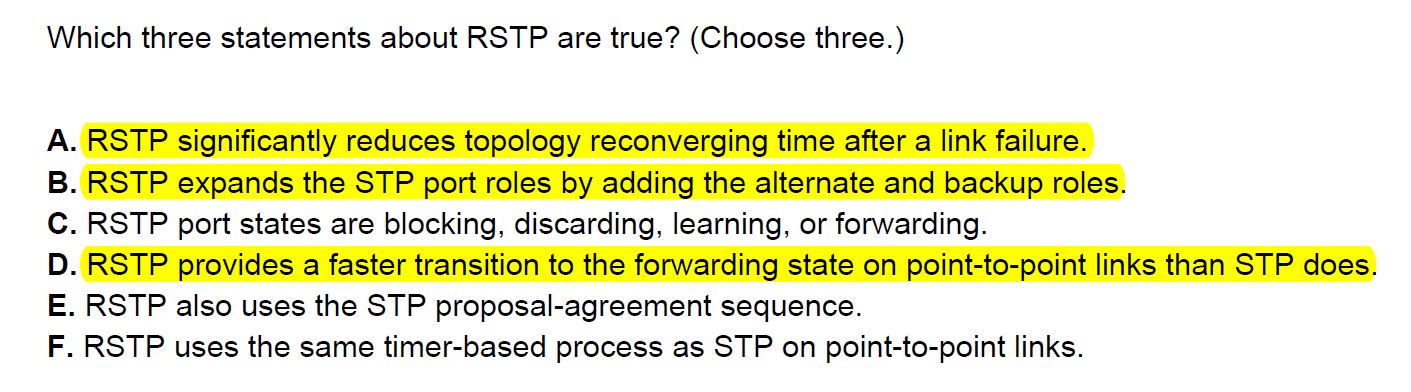 Which three statements about RSTP are true? (Choose three.)
A. RSTP significantly reduces topology reconverging time after a link failure.
B. RSTP expands the STP port roles by adding the alternate and backup roles.
C. RSTP port states are blocking, discarding, learning, or forwarding.
D. RSTP provides a faster transition to the forwarding state on point-to-point links than STP does.
E. RSTP also uses the STP proposal-agreement sequence.
F. RSTP uses the same timer-based process as STP on point-to-point links.